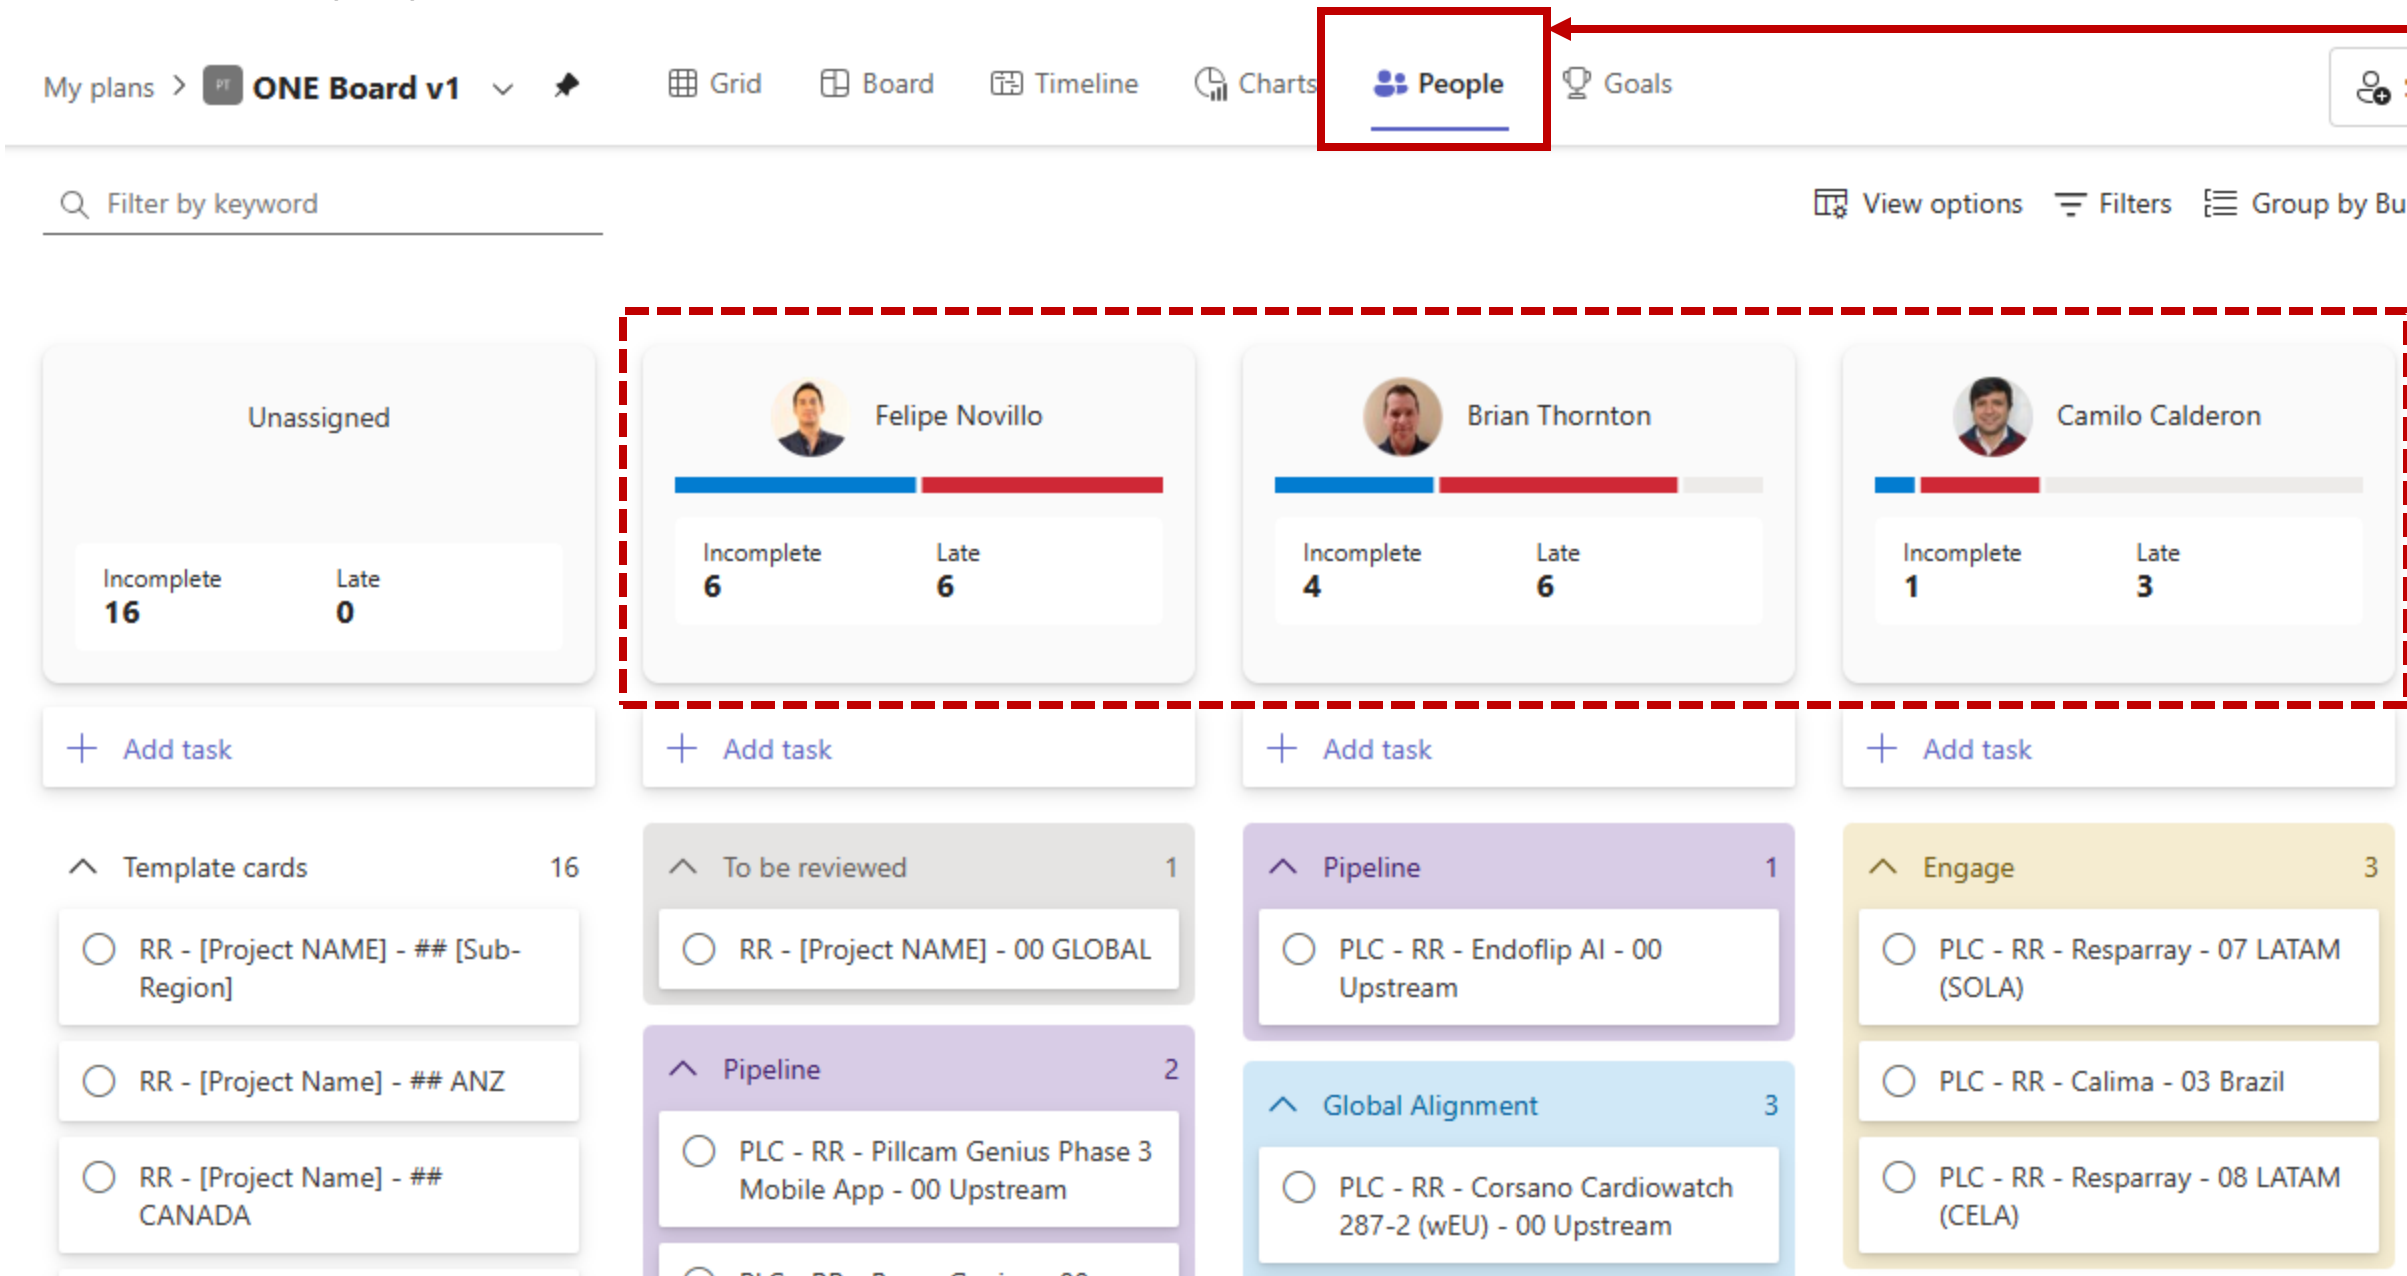 My plans > PT ONE Board v1
Grid Board Timeline Charts People Goals
Filter by keyword
View options Filters Group by Bu
Unassigned
Incomplete Late
16 0
Felipe Novillo
Incomplete Late
6 6
Brian Thornton
Incomplete Late
4 6
Camilo Calderon
Incomplete Late
1 3
Add task
Add task
Add task
Add task
Template cards 16
RR - [Project NAME] - ## [Sub-
Region]
RR - [Project Name] - ## ANZ
RR - [Project Name] - ##
CANADA
To be reviewed 1
RR - [Project NAME] - 00 GLOBAL
Pipeline 2
PLC - RR - Pillcam Genius Phase 3
Mobile App - 00 Upstream
Pipeline 1
PLC - RR - Endoflip AI - 00
Upstream
Global Alignment 3
PLC - RR - Corsano Cardiowatch
287-2 (wEU) - 00 Upstream
Engage 3
PLC - RR - Resparray - 07 LATAM
(SOLA)
PLC - RR - Calima - 03 Brazil
PLC - RR - Resparray - 08 LATAM
(CELA)